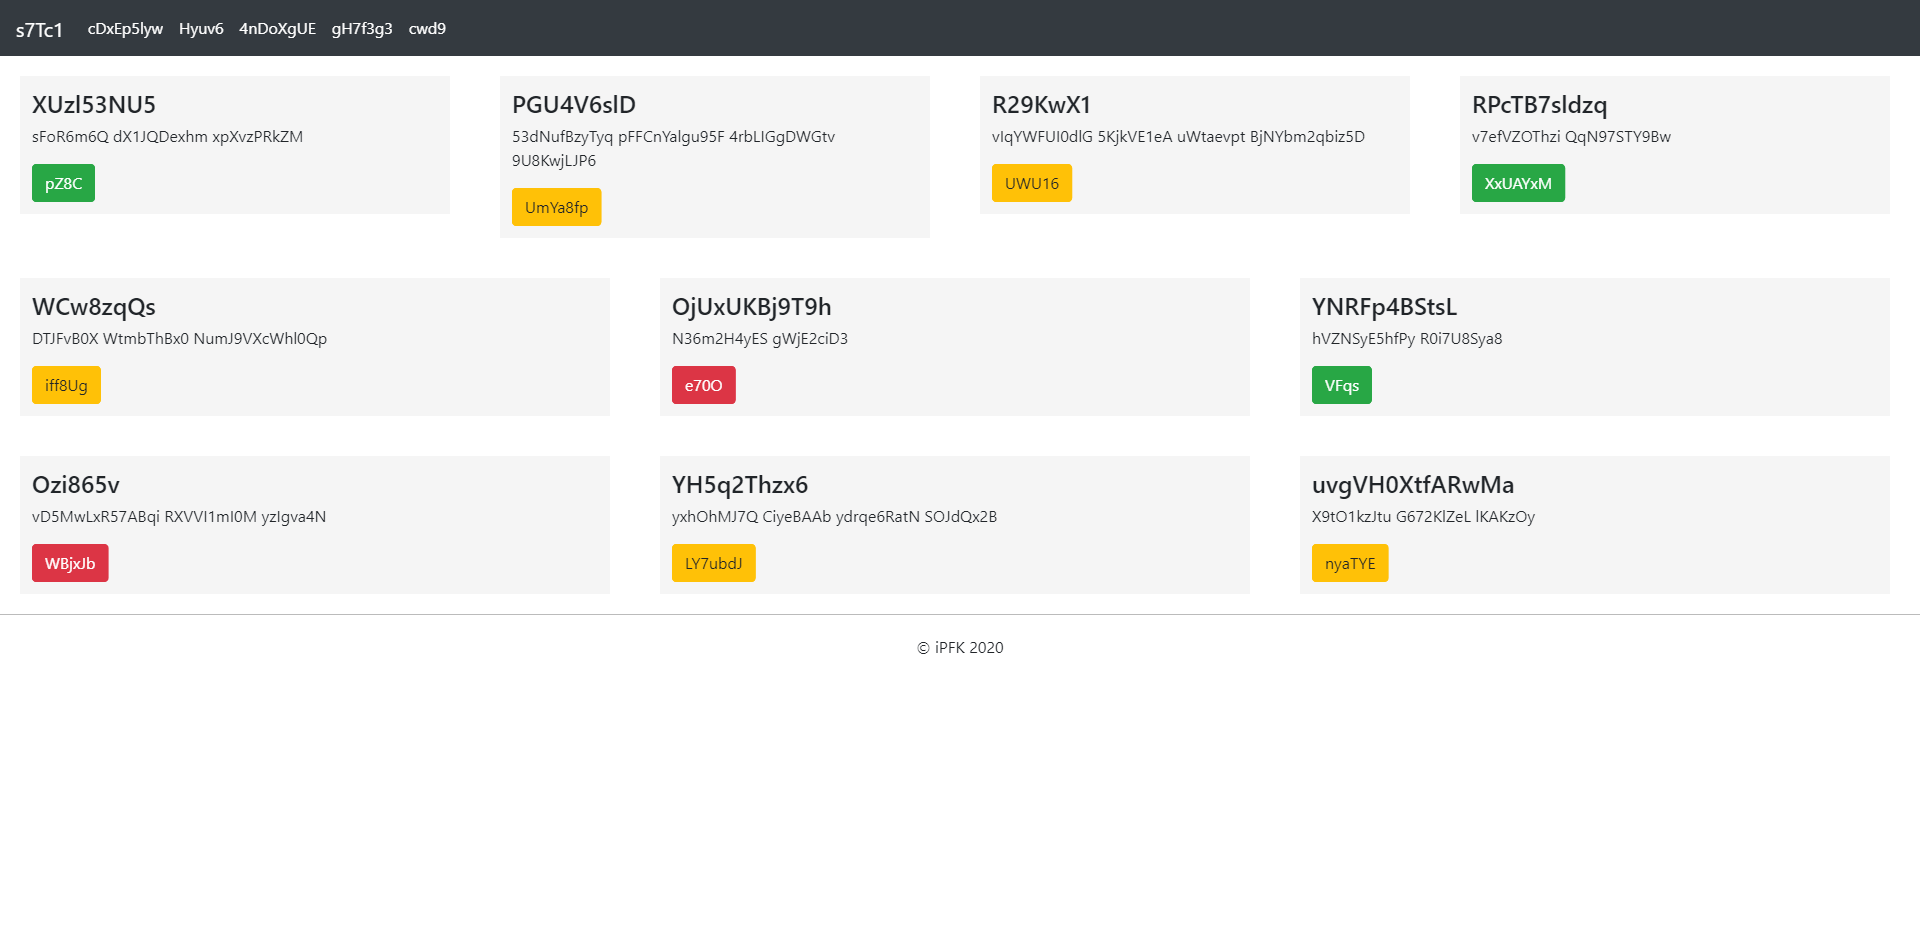 s7Tc1 cDxEp5lyw Hyuv6 4nDoXgUE gH7f3g3 cwd9
XUzl53NU5
sFoR6m6Q dX1JQDexhm xpXvzPRkZM
pZ8C
PGU4V6slD
53dNufBzyTyq pFFCnYalgu95F 4rbLIGgDWGtv
9U8KwjLJP6
UmYa8fp
R29KwX1
vIqYWFUI0dlG 5KjkVE1eA uWtaevpt BjNYbm2qbiz5D
UWU16
RPcTB7sldzq
v7efVZOThzi QqN97STY9Bw
XxUAYxM
WCw8zqQs
DTJFvB0X WtmbThBx0 NumJ9VXcWhl0Qp
iff8Ug
OjUxUKBj9T9h
N36m2H4yES gWjE2ciD3
e70O
YNRFp4BStsL
hVZNSyE5hfPy R0i7U8Sya8
VFqs
Ozi865v
vD5MwLxR57ABqi RXVVI1mI0M yzIgva4N
WBjxJb
YH5q2Thzx6
yxhOhMJ7Q CiyeBAAb ydrqe6RatN SOJdQx2B
LY7ubdJ
uvgVH0XtfARwMa
X9tO1kzJtu G672KlZeL lKAKzOy
nyaTYE
© iPFK 2020